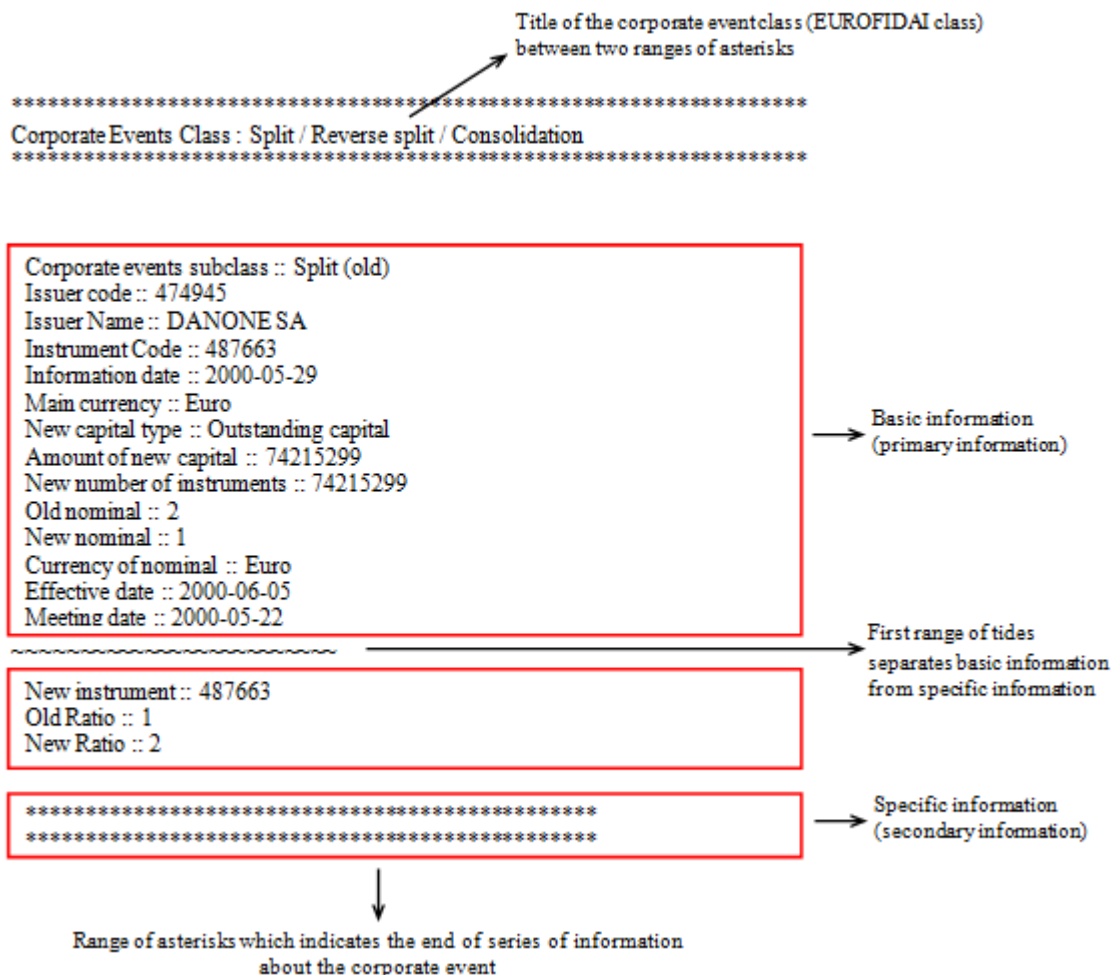 Title of the corporate event class (EUROFIDAI class)
between two ranges of asterisks
******************************************************************
Corporate Events Class : Split / Reverse split / Consolidation
******************************************************************
Corporate events subclass :: Split (old)
Issuer code :: 474945
Issuer Name :: DANONE SA
Instrument Code :: 487663
Information date :: 2000-05-29
Main currency :: Euro
New capital type :: Outstanding capital
Amount of new capital :: 74215299
New number of instruments :: 74215299
Old nominal :: 2
New nominal :: 1
Currency of nominal :: Euro
Effective date :: 2000-06-05
Meeting date :: 2000-05-22
Basic information
(primary information)
~~~~~~~~~~~~~~~~~~~~~~~~~~
First range of tides
separates basic information
from specific information
New instrument :: 487663
Old Ratio :: 1
New Ratio :: 2
************************************************
************************************************
Specific information
(secondary information)
Range of asterisks which indicates the end of series of information
about the corporate event